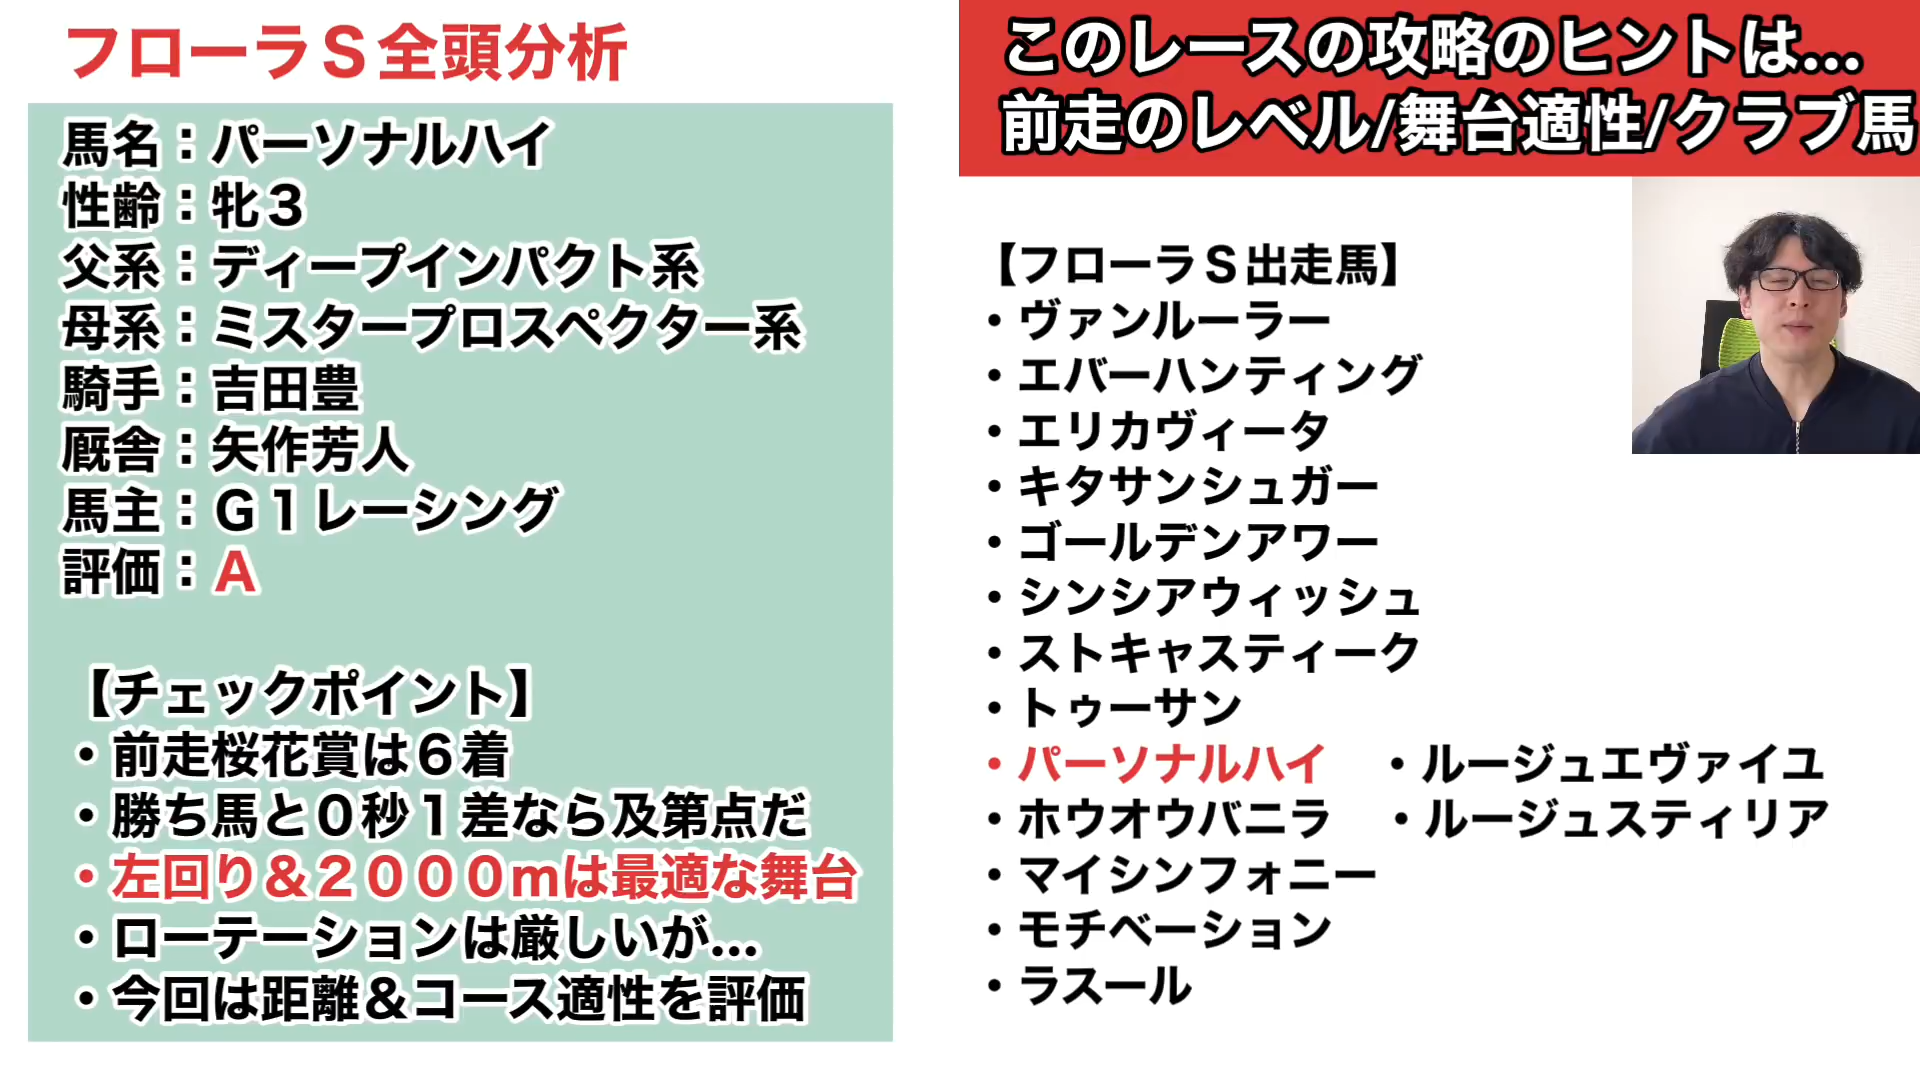 フローラＳ全頭分析
馬名：パーソナルハイ
性齢：牝３
父系：ディープインパクト系
母系：ミスタープロスペクター系
騎手：吉田豊
厩舎：矢作芳人
馬主：Ｇ１レーシング
評価：Ａ
【チェックポイント】
・前走桜花賞は６着
・勝ち馬と０秒１差なら及第点だ
・左回り＆２０００ｍは最適な舞台
・ローテーションは厳しいが…
・今回は距離＆コース適性を評価
このレースの攻略のヒントは…
前走のレベル/舞台適性/クラブ馬
【フローラＳ出走馬】
・ヴァンルーラー
・エバーハンティング
・エリカヴィータ
・キタサンシュガー
・ゴールデンアワー
・シンシアウィッシュ
・ストキャスティーク
・トゥーサン
・パーソナルハイ　・ルージュエヴァイユ
・ホウオウバニラ　・ルージュスティリア
・マイシンフォニー
・モチベーション
・ラスール